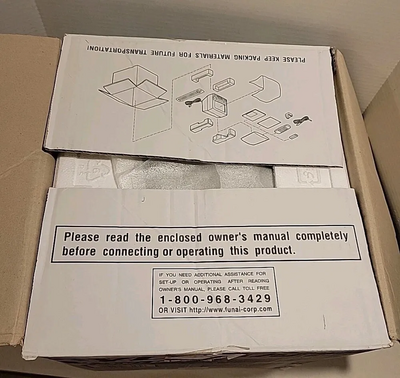 PLEASE KEEP PACKING MATERIALS FOR FUTURE TRANSPORTATION!
Please read the enclosed owner's manual completely
before connecting or operating this product.
IF YOU NEED ADDITIONAL ASSISTANCE FOR
SET-UP OR OPERATING AFTER READING
OWNER'S MANUAL, PLEASE CALL TOLL FREE
1-800-968-3429
OR VISIT http://www.funai-corp.com